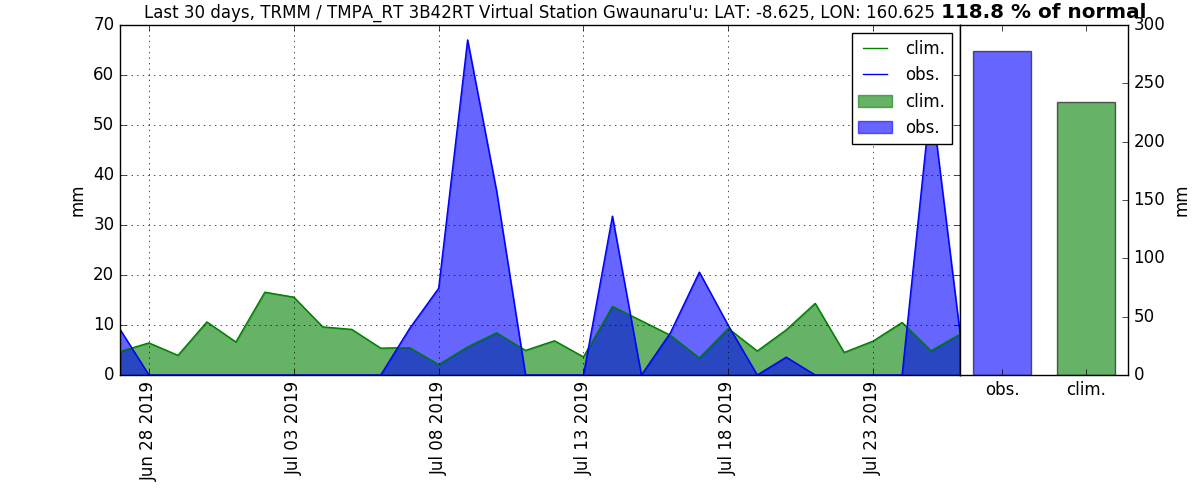 Last 30 days, TRMM / TMPA_RT 3B42RT Virtual Station Gwaunaru'u: LAT: -8.625, LON: 160.625 118.8 % of normal
70
60
50
40
30
20
10
0
mm
clim.
obs.
clim.
obs.
Jun 28 2019
Jul 03 2019
Jul 08 2019
Jul 13 2019
Jul 18 2019
Jul 23 2019
300
250
200
150
100
50
0
mm
obs. clim.